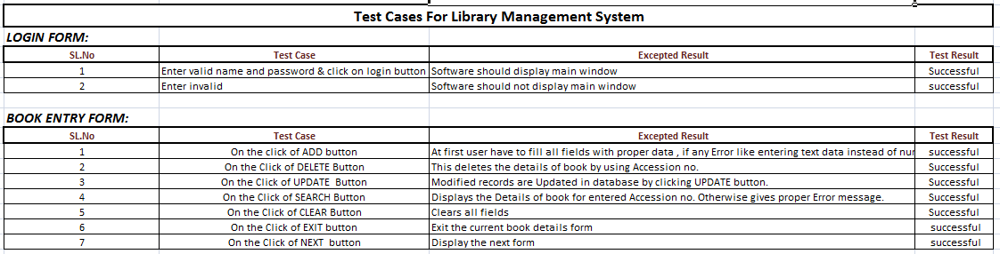 Test Cases For Library Management System
LOGIN FORM:
SL.No Test Case Excepted Result Test Result
1 Enter valid name and password & click on login button Software should display main window Successful
2 Enter invalid Software should not display main window successful
BOOK ENTRY FORM:
SL.No Test Case Excepted Result Test Result
1 On the click of ADD button At first user have to fill all fields with proper data , if any Error like entering text data instead of successful
2 On the Click of DELETE Button This deletes the details of book by using Accession no. Successful
3 On the Click of UPDATE Button Modified records are Updated in database by clicking UPDATE button. Successful
4 On the Click of SEARCH Button Displays the Details of book for entered Accession no. Otherwise gives proper Error message. Successful
5 On the Click of CLEAR Button Clears all fields Successful
6 On the Click of EXIT button Exit the current book details form successful
7 On the Click of NEXT button Display the next form successful